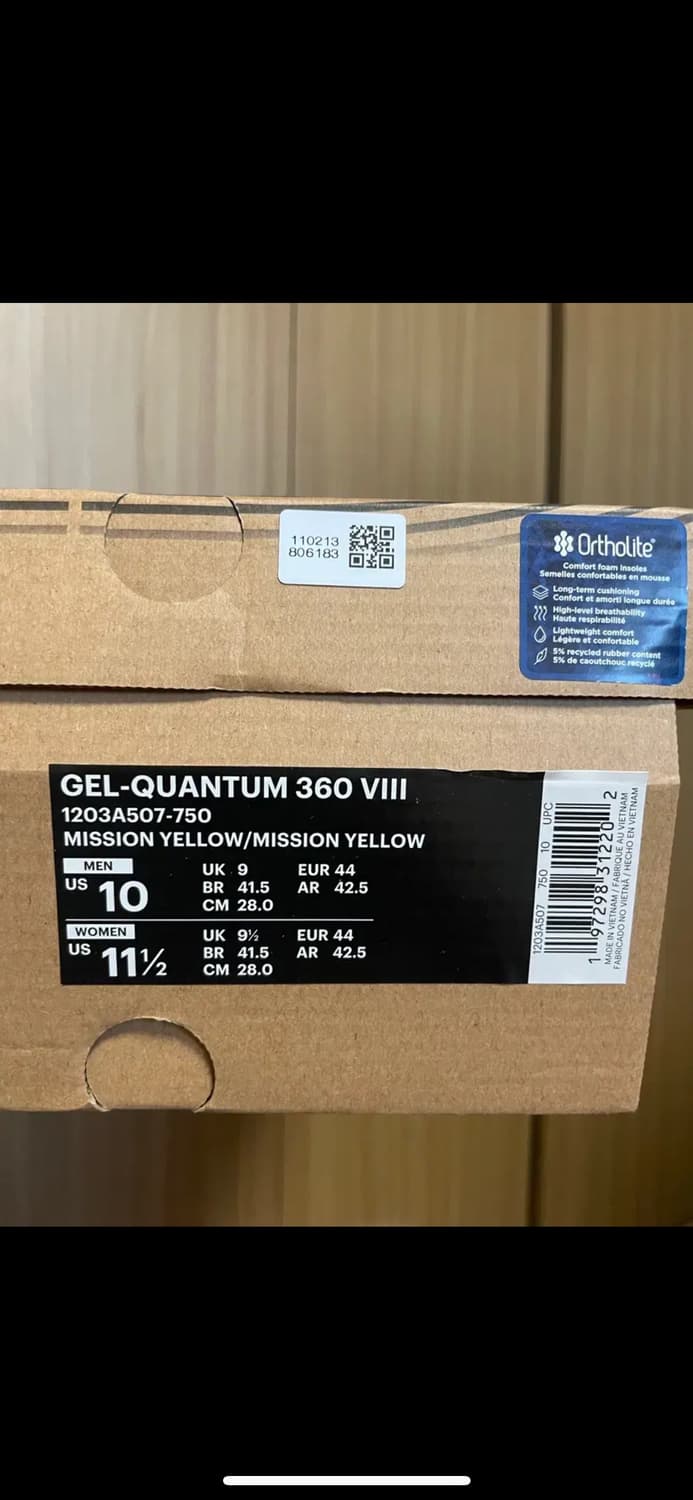 110213
806183
Ortholite®
Comfort foam insoles
Semelles confortables en mousse
Long-term cushioning
Confort et amorti longue durée
High-level breathability
Haute respirabilité
Lightweight comfort
Légère et confortable
5% recycled rubber content
5% de caoutchouc recyclé
GEL-QUANTUM 360 VIII
1203A507-750
MISSION YELLOW/MISSION YELLOW
MEN
US 10
UK 9 EUR 44
BR 41.5 AR 42.5
CM 28.0
WOMEN
US 11½
UK 9½ EUR 44
BR 41.5 AR 42.5
CM 28.0
1203A507 750 10 UPC
1 97298 31220 2
MADE IN VIETNAM / FABRIQUÉ AU VIETNAM
FABRICADO NO VIETNÃ / HECHO EN VIETNAM